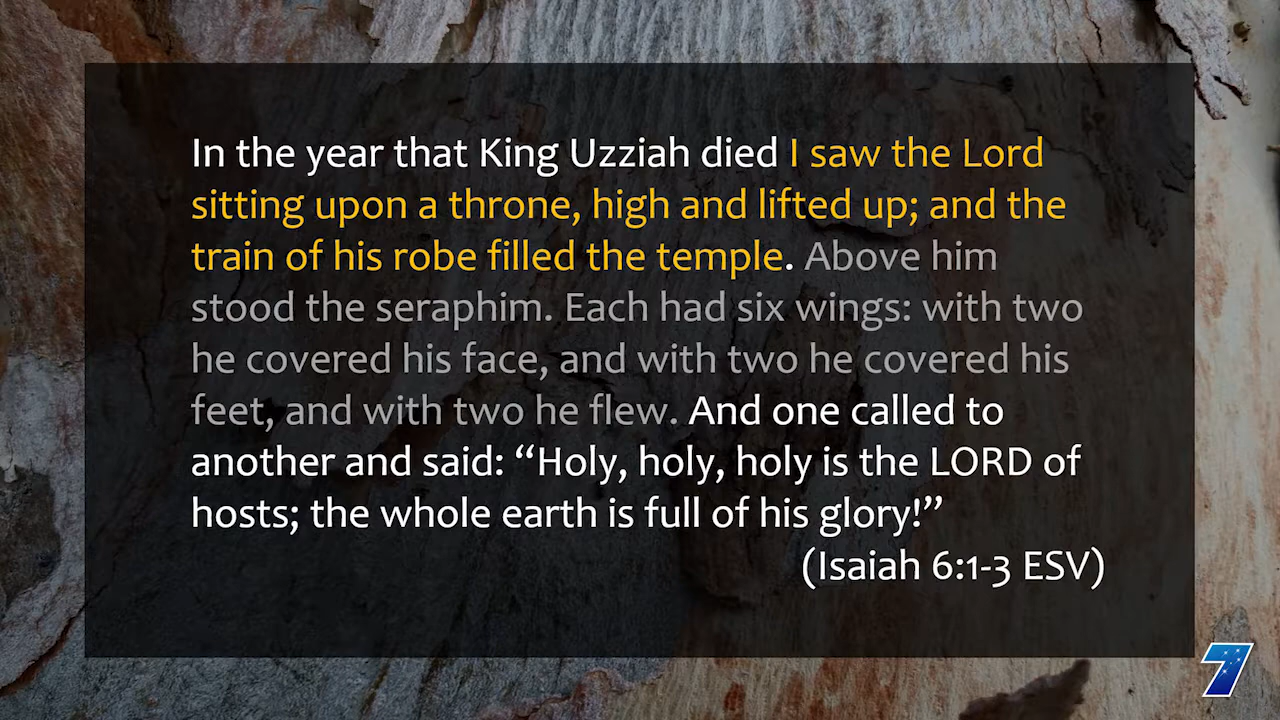 In the year that King Uzziah died I saw the Lord
sitting upon a throne, high and lifted up; and the
train of his robe filled the temple. Above him
stood the seraphim. Each had six wings: with two
he covered his face, and with two he covered his
feet, and with two he flew. And one called to
another and said: “Holy, holy, holy is the LORD of
hosts; the whole earth is full of his glory!”
(Isaiah 6:1-3 ESV)
7